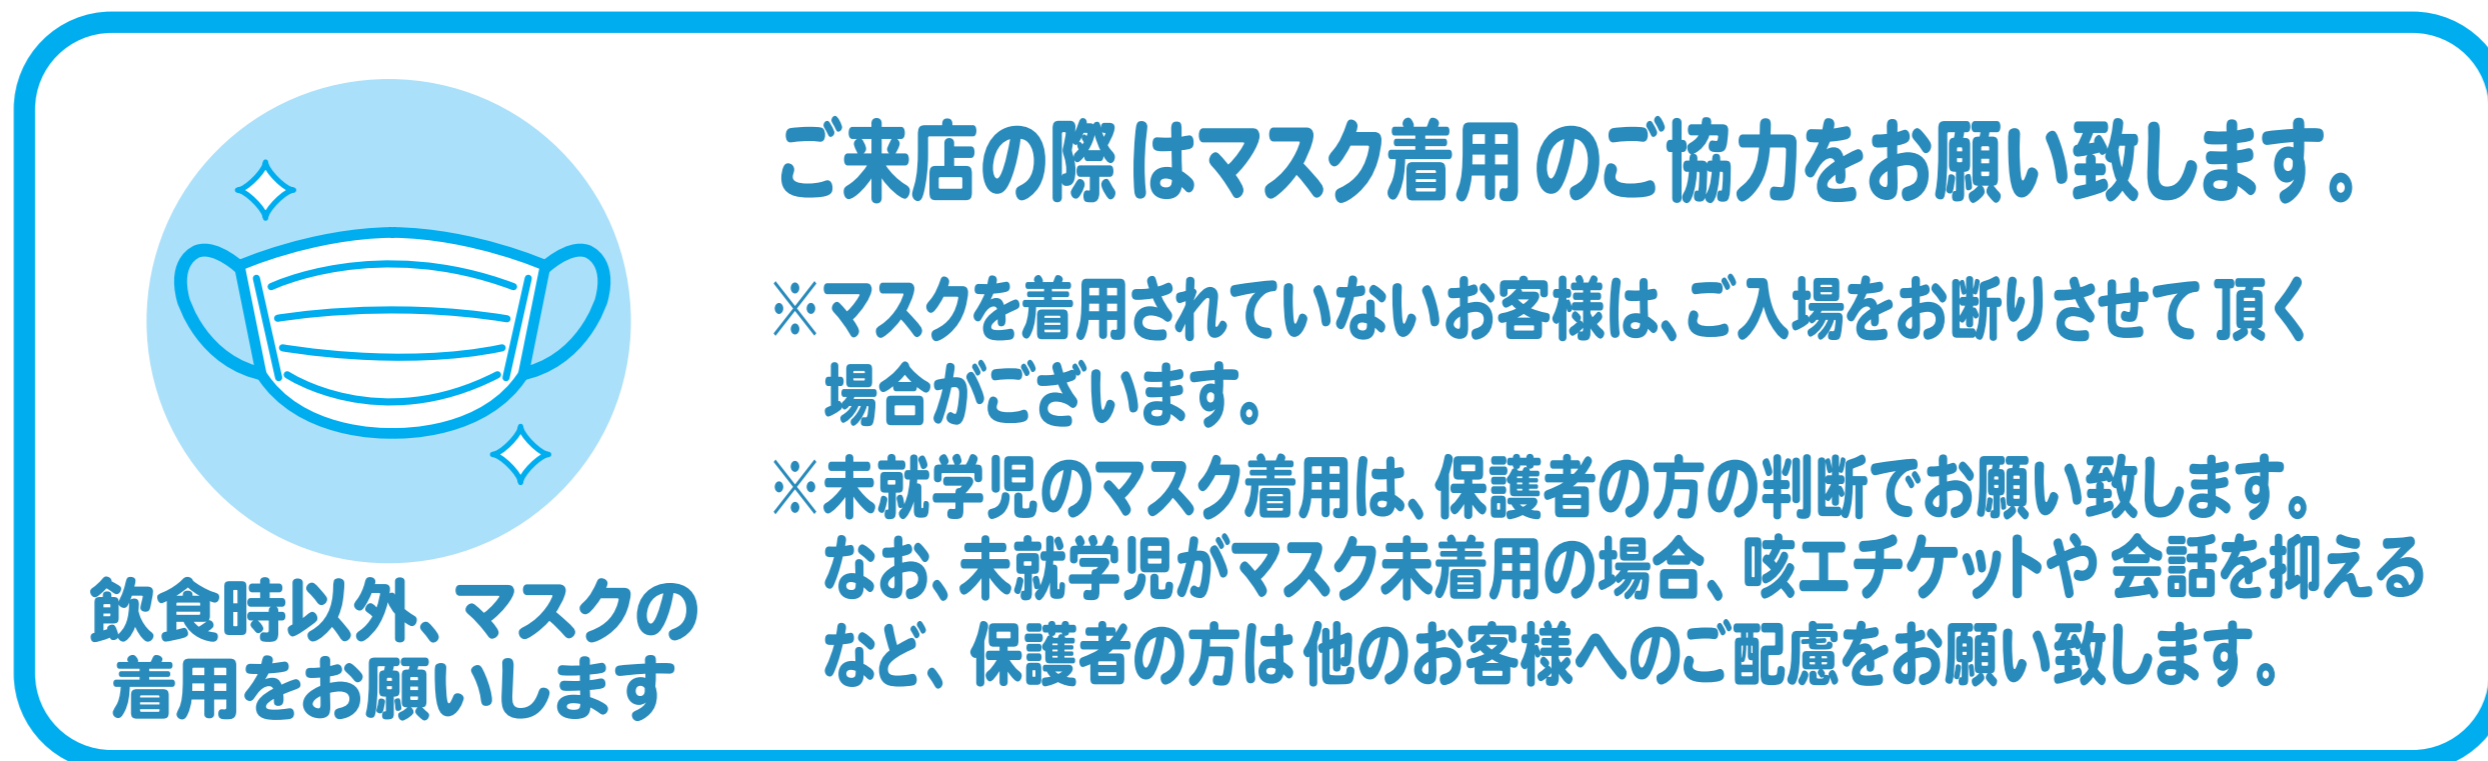 飲食時以外、マスクの
着用をお願いします
ご来店の際はマスク着用のご協力をお願い致します。
※マスクを着用されていないお客様は、ご入場をお断りさせて頂く
場合がございます。
※未就学児のマスク着用は、保護者の方の判断でお願い致します。
なお、未就学児がマスク未着用の場合、咳エチケットや会話を抑える
など、保護者の方は他のお客様へのご配慮をお願い致します。